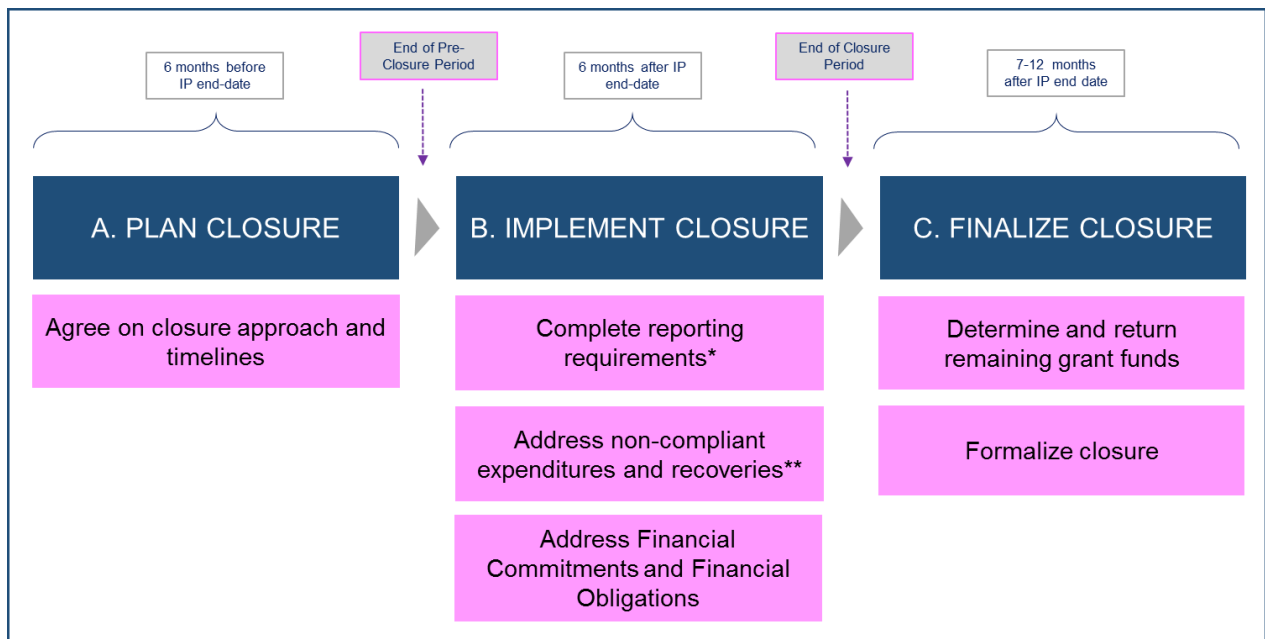 6 months before
IP end-date
End of Pre-
Closure Period
6 months after IP
end-date
End of Closure
Period
7-12 months
after IP end date
A. PLAN CLOSURE
B. IMPLEMENT CLOSURE
C. FINALIZE CLOSURE
Agree on closure approach and
timelines
Complete reporting
requirements*
Address non-compliant
expenditures and recoveries**
Address Financial
Commitments and Financial
Obligations
Determine and return
remaining grant funds
Formalize closure